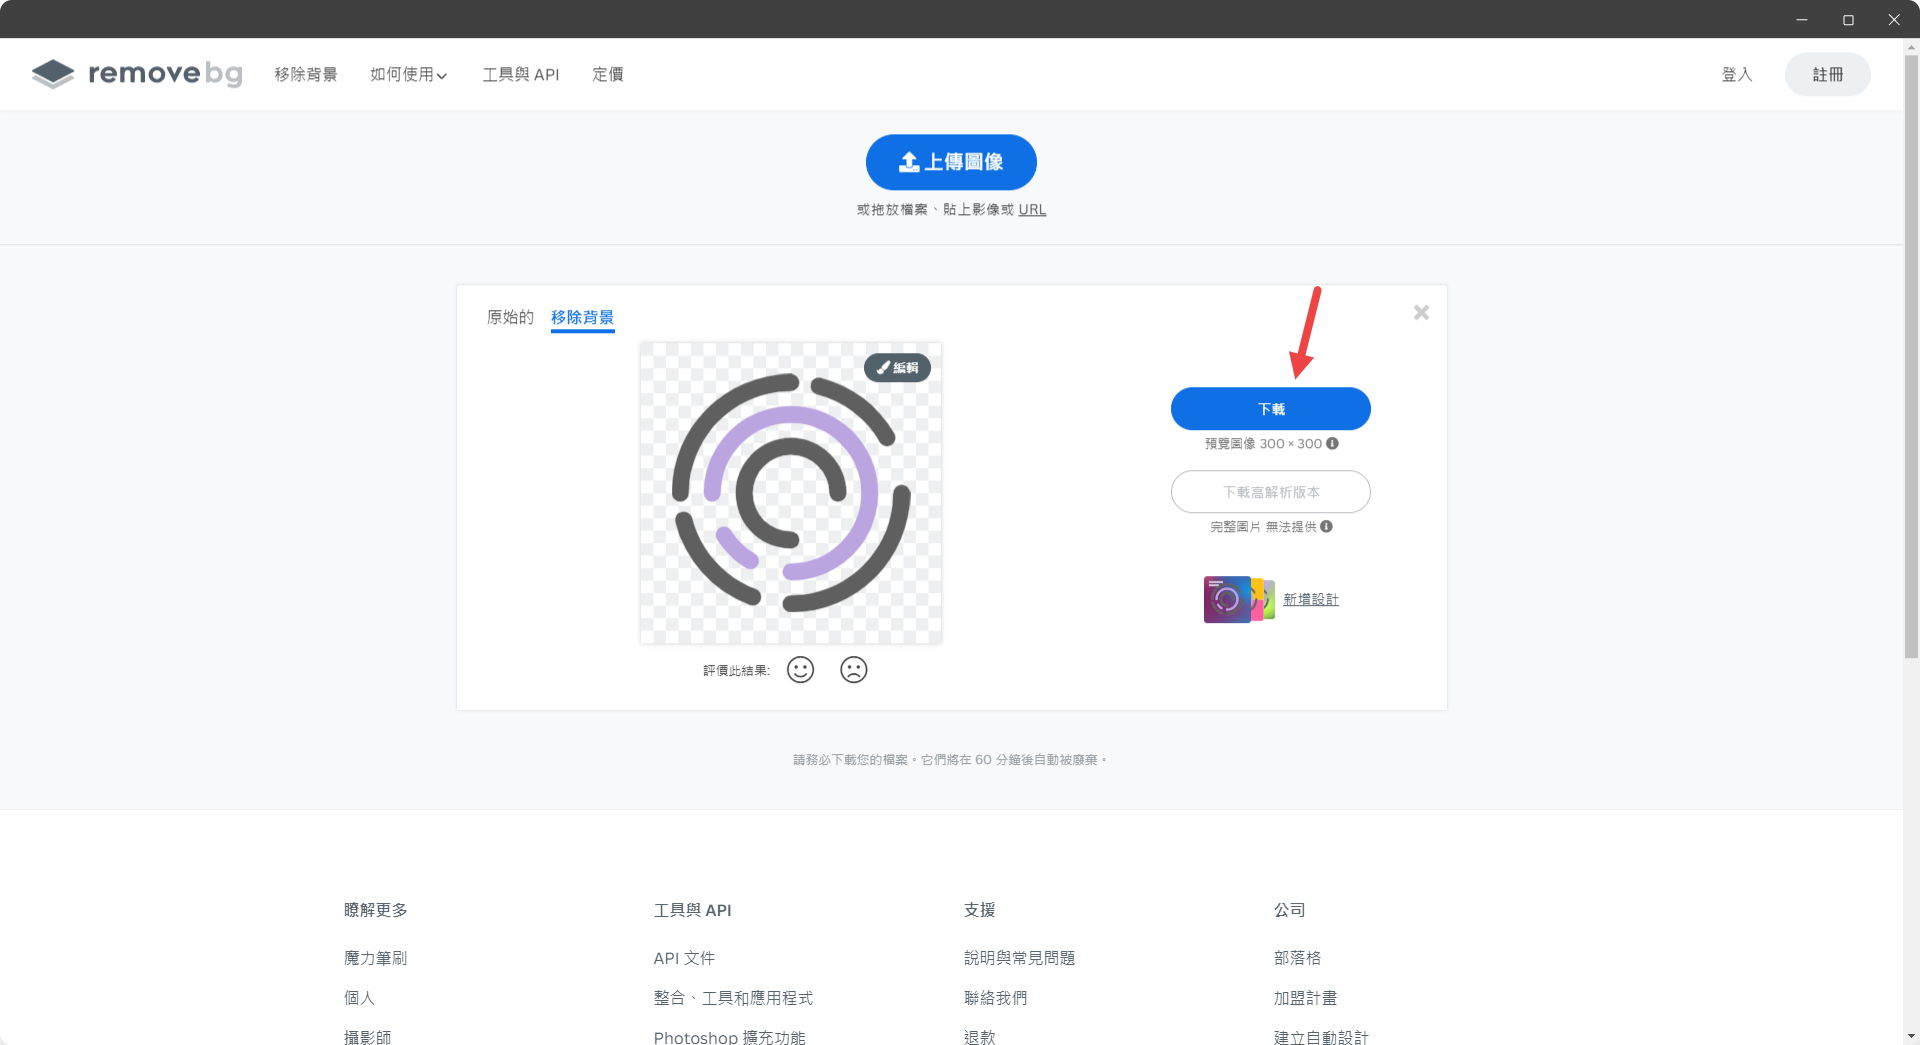 removebg 移除背景 如何使用 工具與 API 定價 登入 註冊
上傳圖像
或拖放檔案、貼上影像或 URL
原始的 移除背景
編輯
下載
預覽圖像 300 × 300
下載高解析版本
完整圖片 無法提供
新增設計
評價此結果:
請務必下載您的檔案。它們將在 60 分鐘後自動被廢棄。
瞭解更多 工具與 API 支援 公司
魔力筆刷 API 文件 說明與常見問題 部落格
個人 整合、工具和應用程式 聯絡我們 加盟計畫
攝影師 Photoshop 擴充功能 退款 建立自動設計